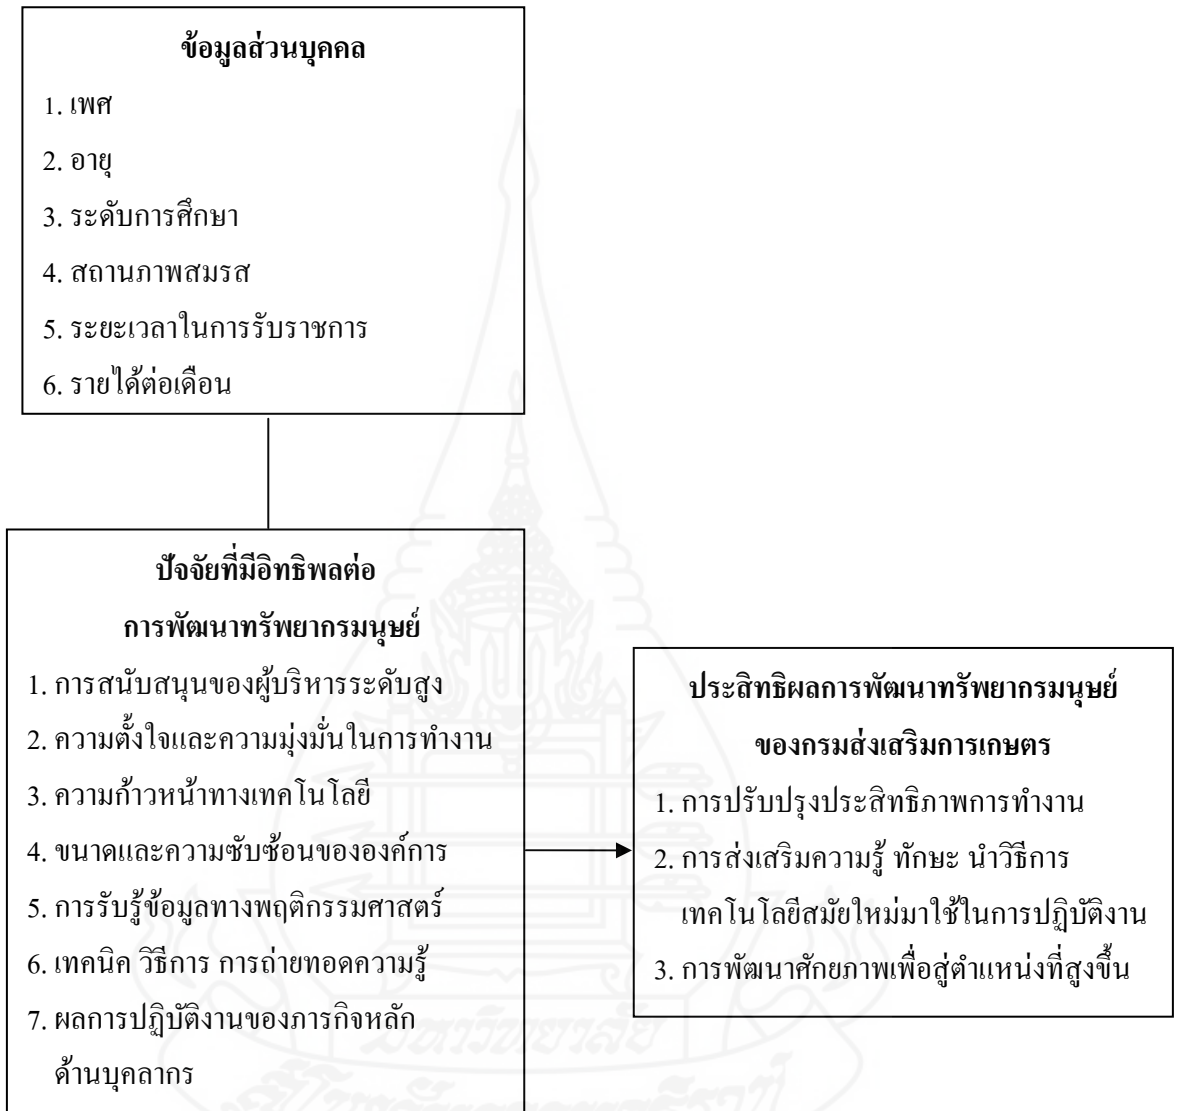 ข้อมูลส่วนบุคคล
1. เพศ
2. อายุ
3. ระดับการศึกษา
4. สถานภาพสมรส
5. ระยะเวลาในการรับราชการ
6. รายได้ต่อเดือน
ปัจจัยที่มีอิทธิพลต่อ
การพัฒนาทรัพยากรมนุษย์
1. การสนับสนุนของผู้บริหารระดับสูง
2. ความตั้งใจและความมุ่งมั่นในการทำงาน
3. ความก้าวหน้าทางเทคโนโลยี
4. ขนาดและความซับซ้อนขององค์การ
5. การรับรู้ข้อมูลทางพฤติกรรมศาสตร์
6. เทคนิค วิธีการ การถ่ายทอดความรู้
7. ผลการปฏิบัติงานของภารกิจหลัก
ด้านบุคลากร
ประสิทธิผลการพัฒนาทรัพยากรมนุษย์
ของกรมส่งเสริมการเกษตร
1. การปรับปรุงประสิทธิภาพการทำงาน
2. การส่งเสริมความรู้ ทักษะ นำวิธีการ
เทคโนโลยีสมัยใหม่มาใช้ในการปฏิบัติงาน
3. การพัฒนาศักยภาพเพื่อสู่ตำแหน่งที่สูงขึ้น
มหาวิทยาลัย